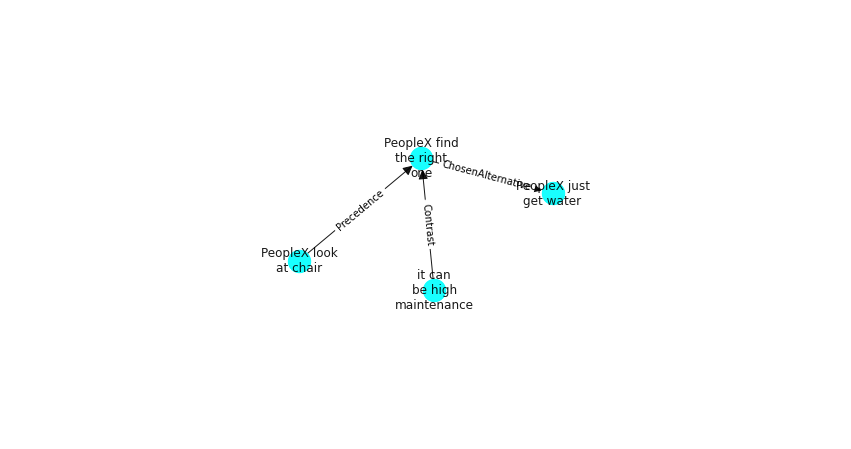 PeopleX find
the right
one
ChosenAlternative
PeopleX just
get water
Precedence
Contrast
PeopleX look
at chair
it can
be high
maintenance